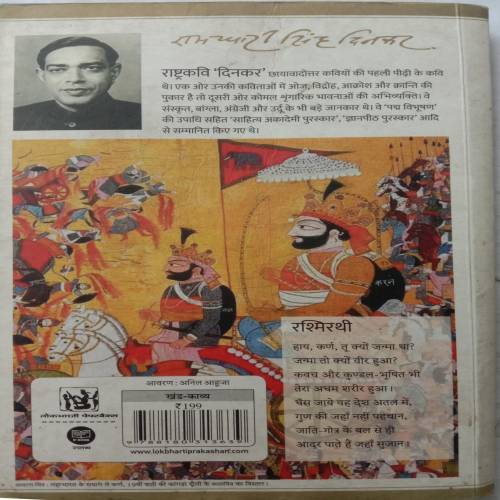 रामधारी सिंह दिनकर
राष्ट्रकवि 'दिनकर' छायावादोत्तर कवियों की पहली पीढ़ी के कवि
थे। एक ओर उनकी कविताओं में ओज, विद्रोह, आक्रोश और क्रान्ति की
पुकार है तो दूसरी ओर कोमल शृंगारिक भावनाओं की अभिव्यक्ति। वे
संस्कृत, बांग्ला, अंग्रेजी और उर्दू के भी बड़े जानकार थे। वे 'पद्म विभूषण'
की उपाधि सहित 'साहित्य अकादेमी पुरस्कार', 'ज्ञानपीठ पुरस्कार' आदि
से सम्मानित किए गए थे।
करन
रश्मिरथी
हाय, कर्ण, तू क्यों जन्मा था?
जन्मा तो क्यों वीर हुआ?
कवच और कुण्डल-भूषित भी
तेरा अधम शरीर हुआ।
धँस जाये वह देश अतल में,
गुण की जहाँ नहीं पहचान,
जाति-गोत्र के बल से ही
आदर पाते हैं जहाँ सुजान।
आवरण : अनिल आहूजा
खंड-काव्य
₹199
लोकभारती पेपरबैक्स
www.lokbhartiprakashan.com